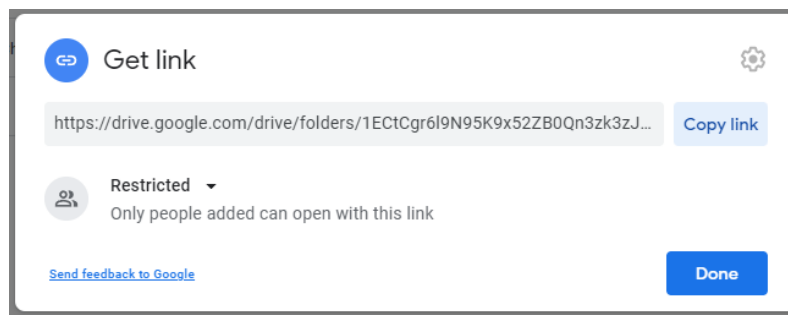 Get link
https://drive.google.com/drive/folders/1ECtCgr6l9N95K9x52ZB0Qn3zk3zJ...
Copy link
Restricted
Only people added can open with this link
Send feedback to Google
Done